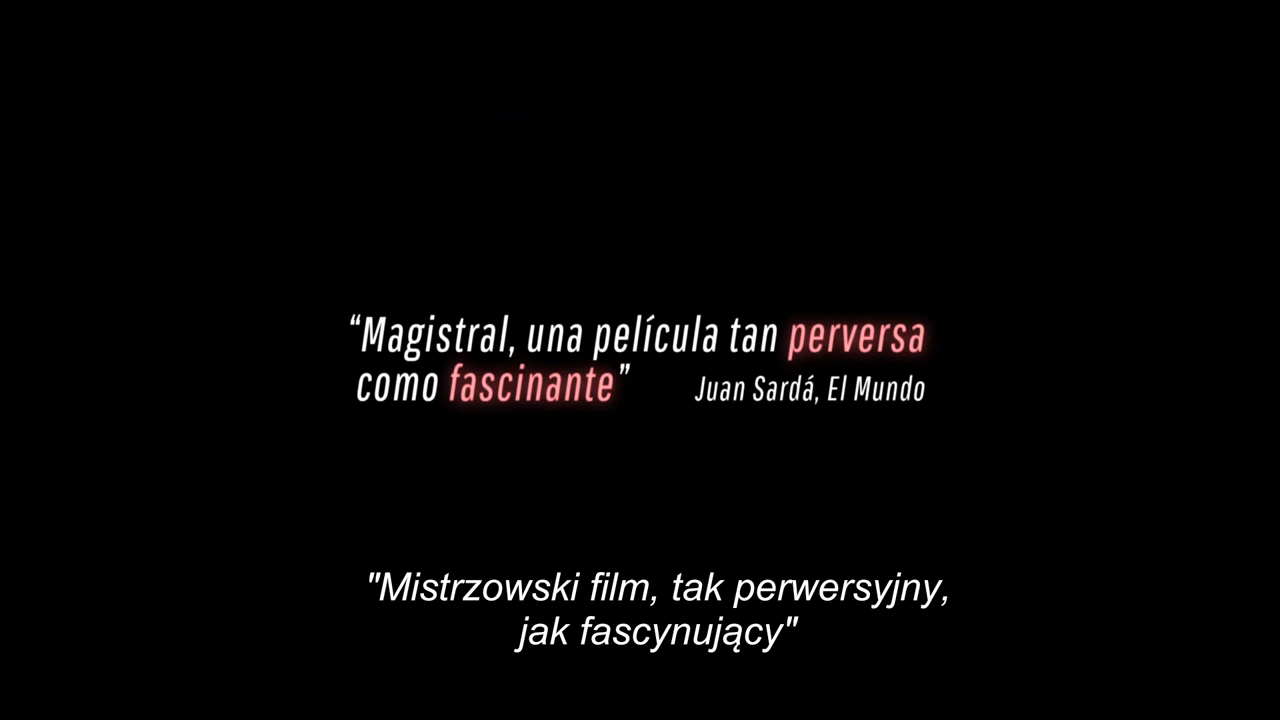 “Magistral, una película tan perversa
como fascinante”
Juan Sardá, El Mundo
"Mistrzowski film, tak perwersyjny,
jak fascynujący"